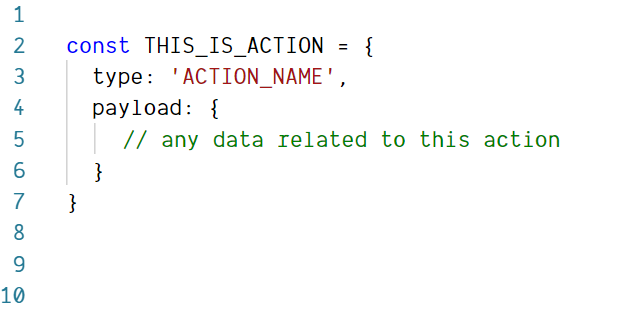 1
2 const THIS_IS_ACTION = {
3 type: 'ACTION_NAME',
4 payload: {
5 // any data related to this action
6 }
7 }
8
9
10